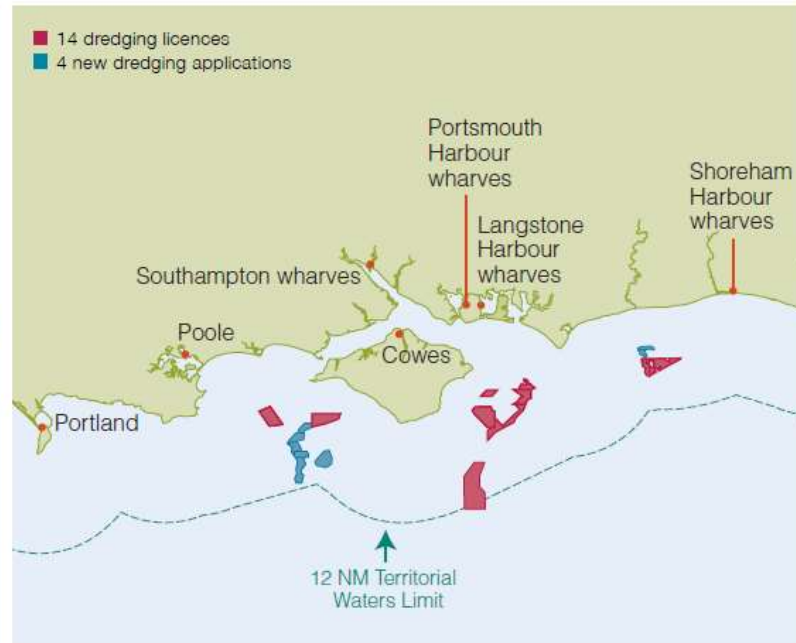 14 dredging licences
4 new dredging applications
Portsmouth
Harbour
wharves
Shoreham
Harbour
wharves
Langstone
Harbour
wharves
Southampton wharves
Poole
Cowes
Portland
12 NM Territorial
Waters Limit